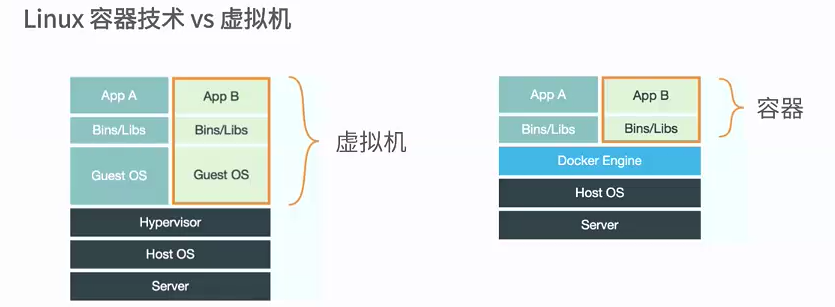 Linux 容器技术 vs 虚拟机
App A
App B
Bins/Libs
Bins/Libs
Guest OS
Guest OS
Hypervisor
Host OS
Server
虚拟机
App A
App B
Bins/Libs
Bins/Libs
Docker Engine
Host OS
Server
容器